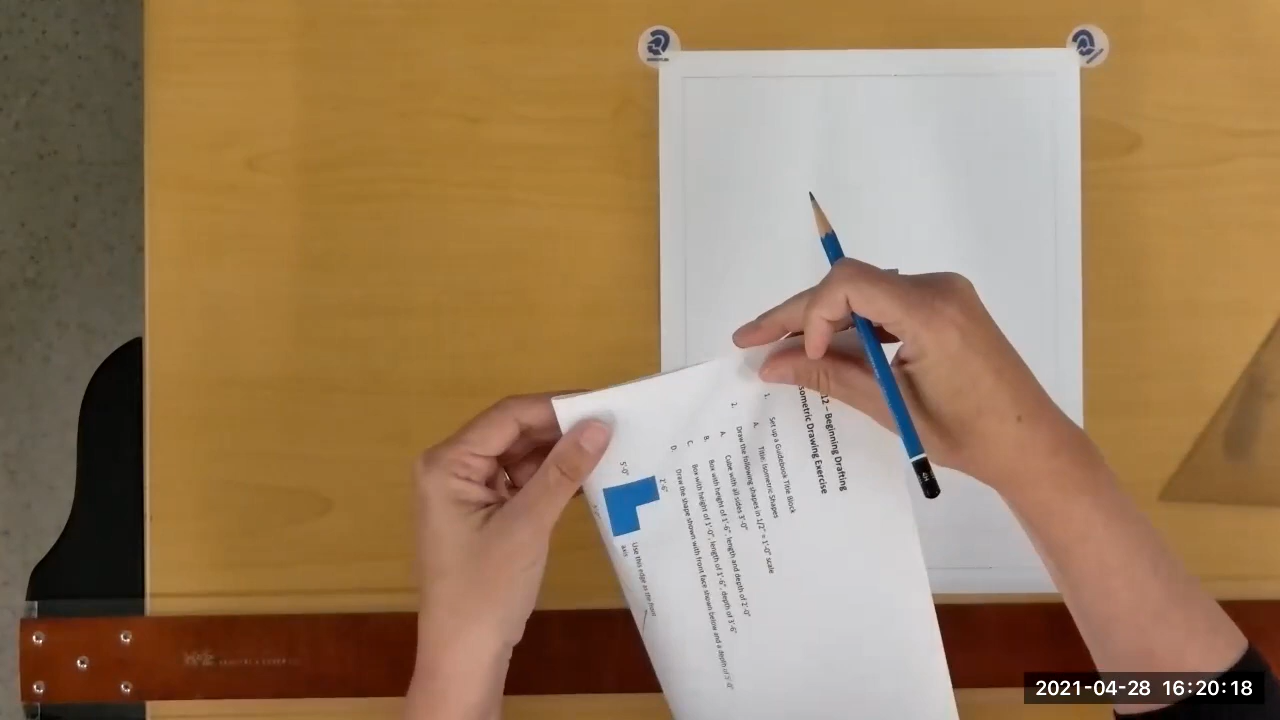 12 – Beginning Drafting
Isometric Drawing Exercise
1. Set up a Guidebook Title Block
A. Title: Isometric Shapes
2. Draw the following shapes in 1/2" = 1'-0" scale
A. Cube with all sides 3'-0"
B. Box with height of 1'-6", length and depth of 2'-0"
C. Box with height of 1'-0", length of 1'-6", depth of 3'-6"
D. Draw the shape shown with front face shown below and a depth of 5'-0"
1'-6"
5'-0"
Use this edge as the front
axis
2021-04-28 16:20:18